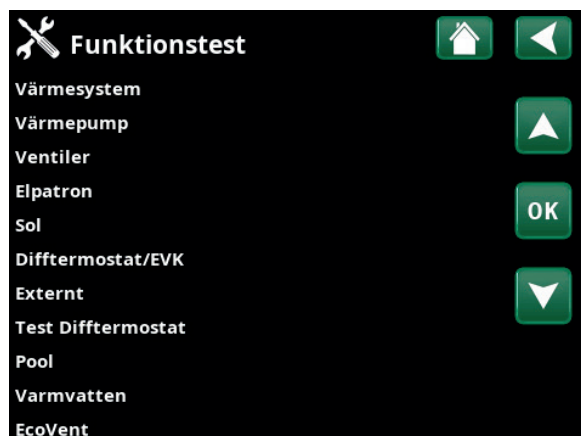 Funktionstest
Värmesystem
Värmepump
Ventiler
Elpatron
Sol
OK
Difftermostat/EVK
Externt
Test Difftermostat
Pool
Varmvatten
EcoVent